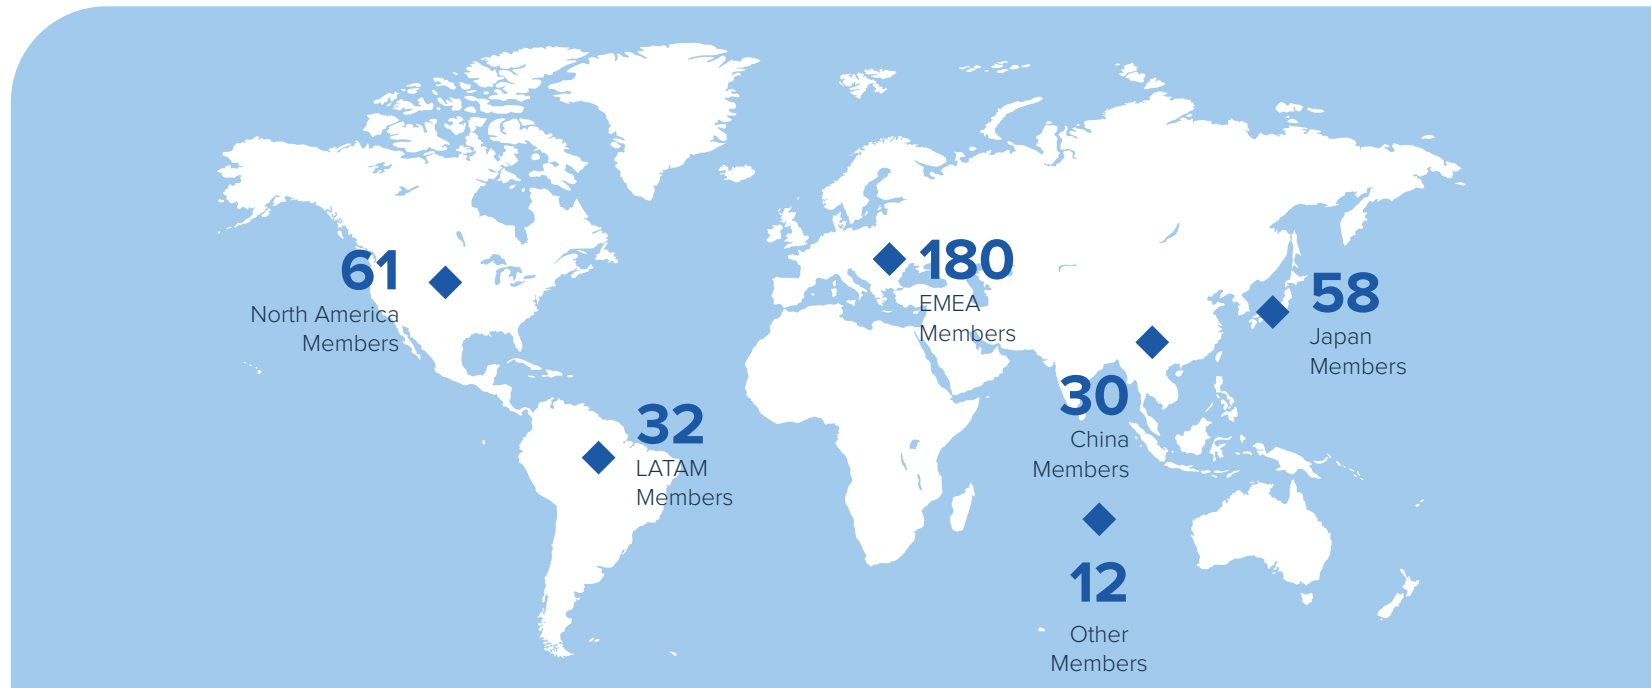 61
North America
Members
180
EMEA
Members
58
Japan
Members
30
China
Members
32
LATAM
Members
12
Other
Members